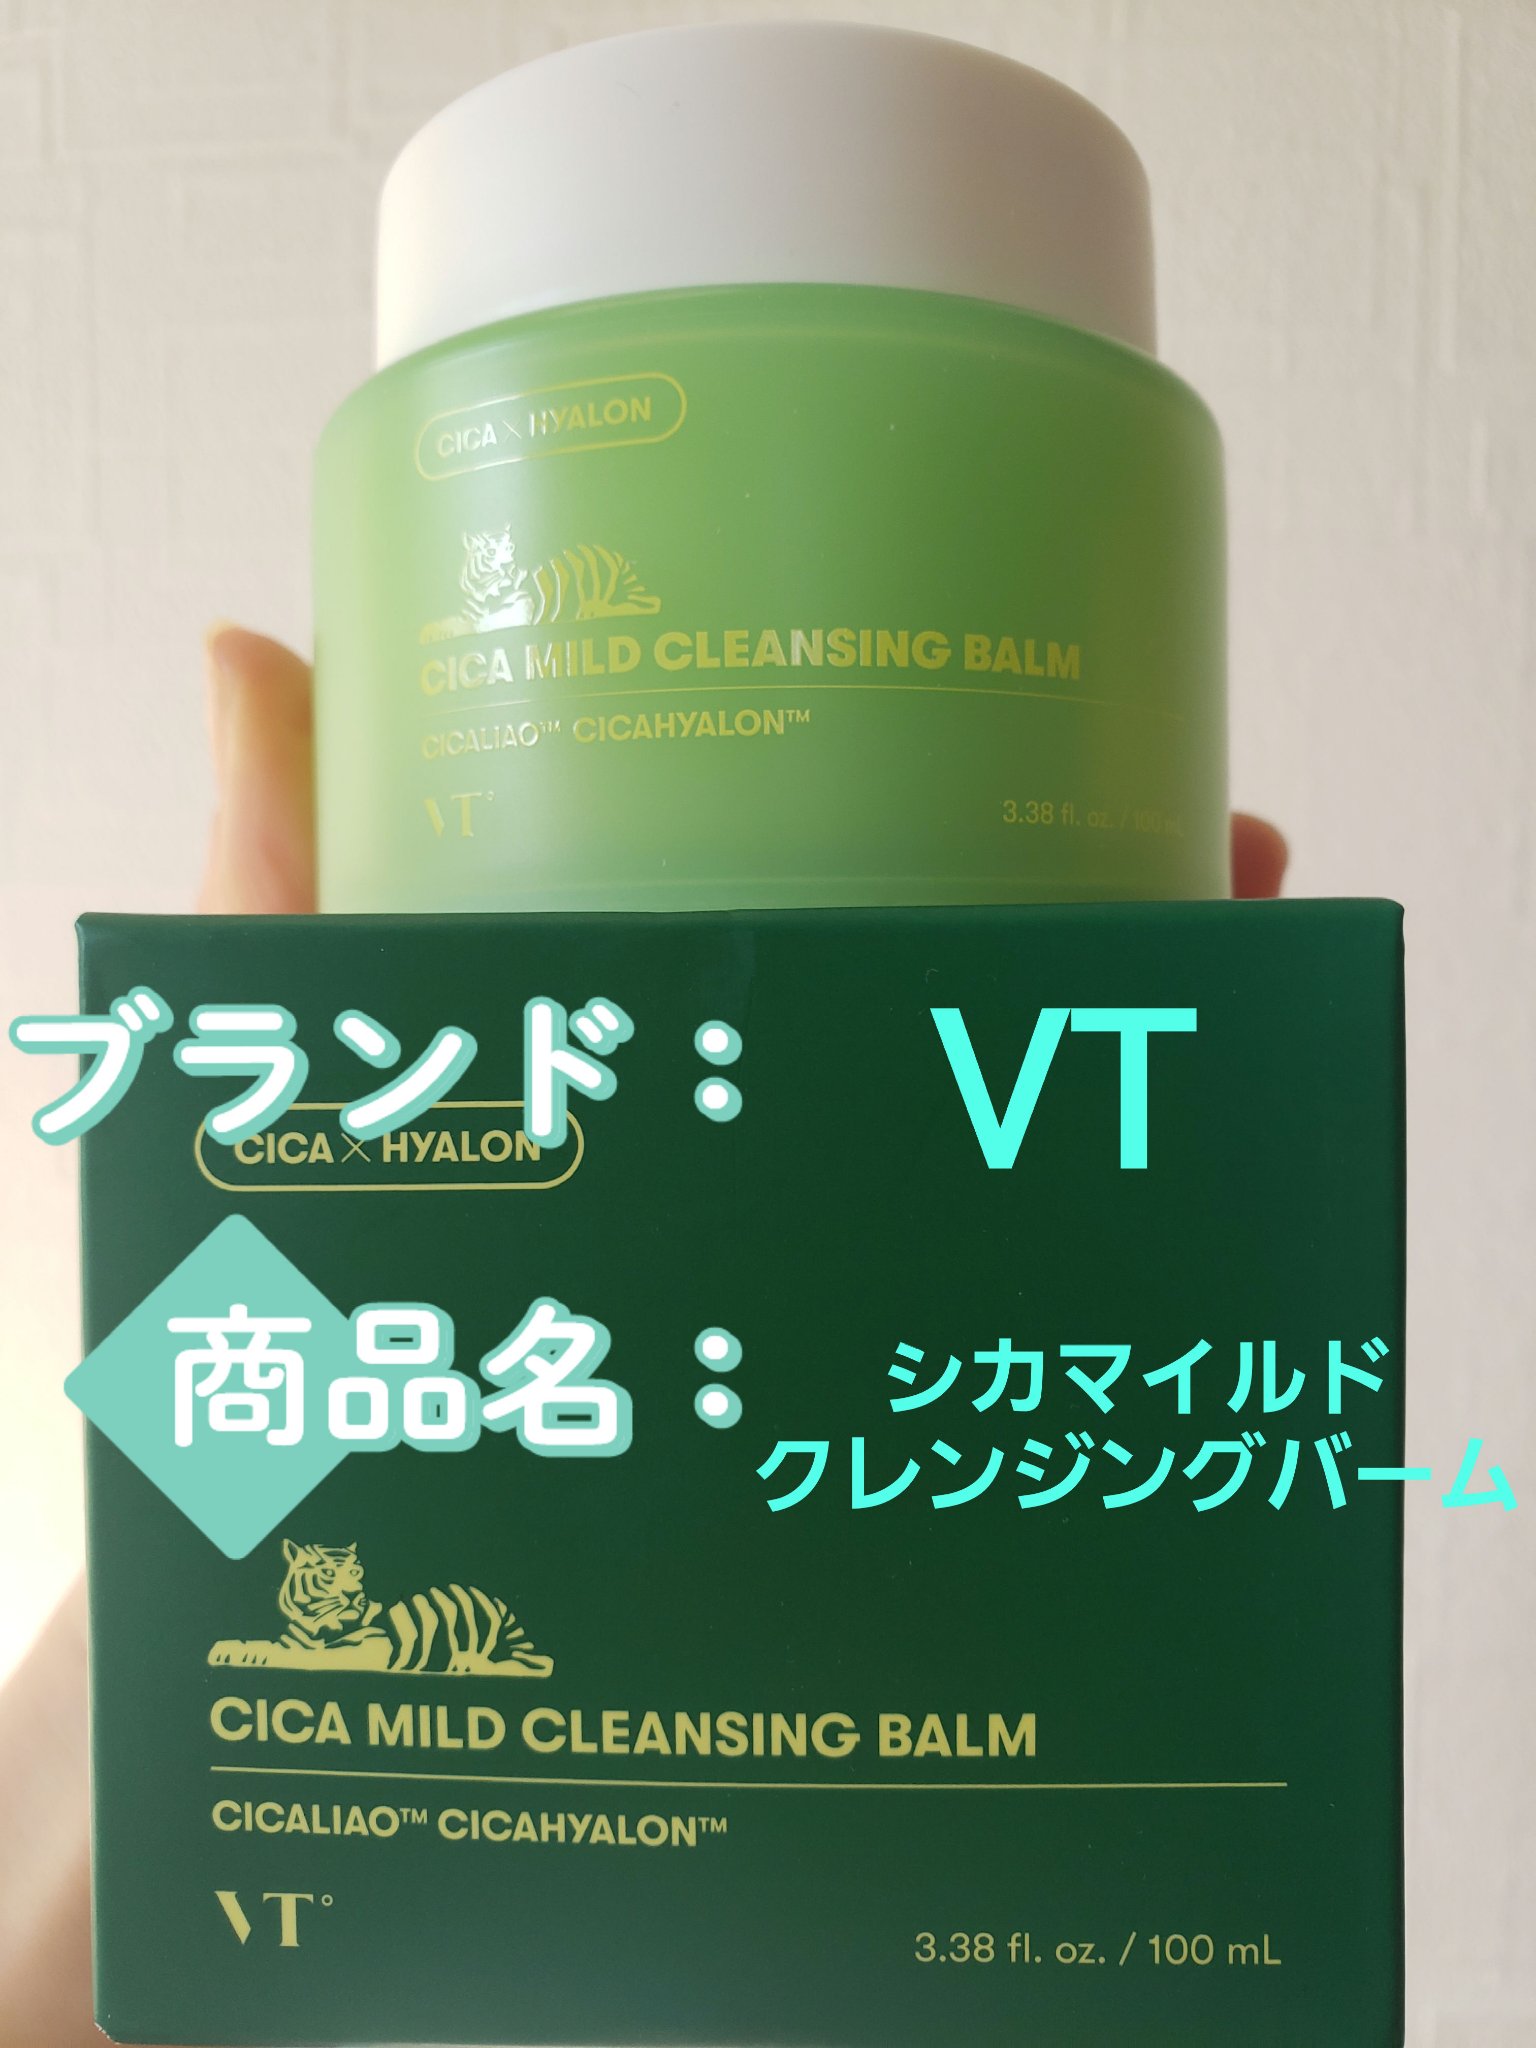 CICA × HYALON
CICA MILD CLEANSING BALM
CICALIAO™ CICAHYALON™
VT°
3.38 fl. oz. / 100 mL
ブランド： VT
CICA × HYALON
商品名： シカマイルド
クレンジングバーム
CICA MILD CLEANSING BALM
CICALIAO™ CICAHYALON™
VT°
3.38 fl. oz. / 100 mL